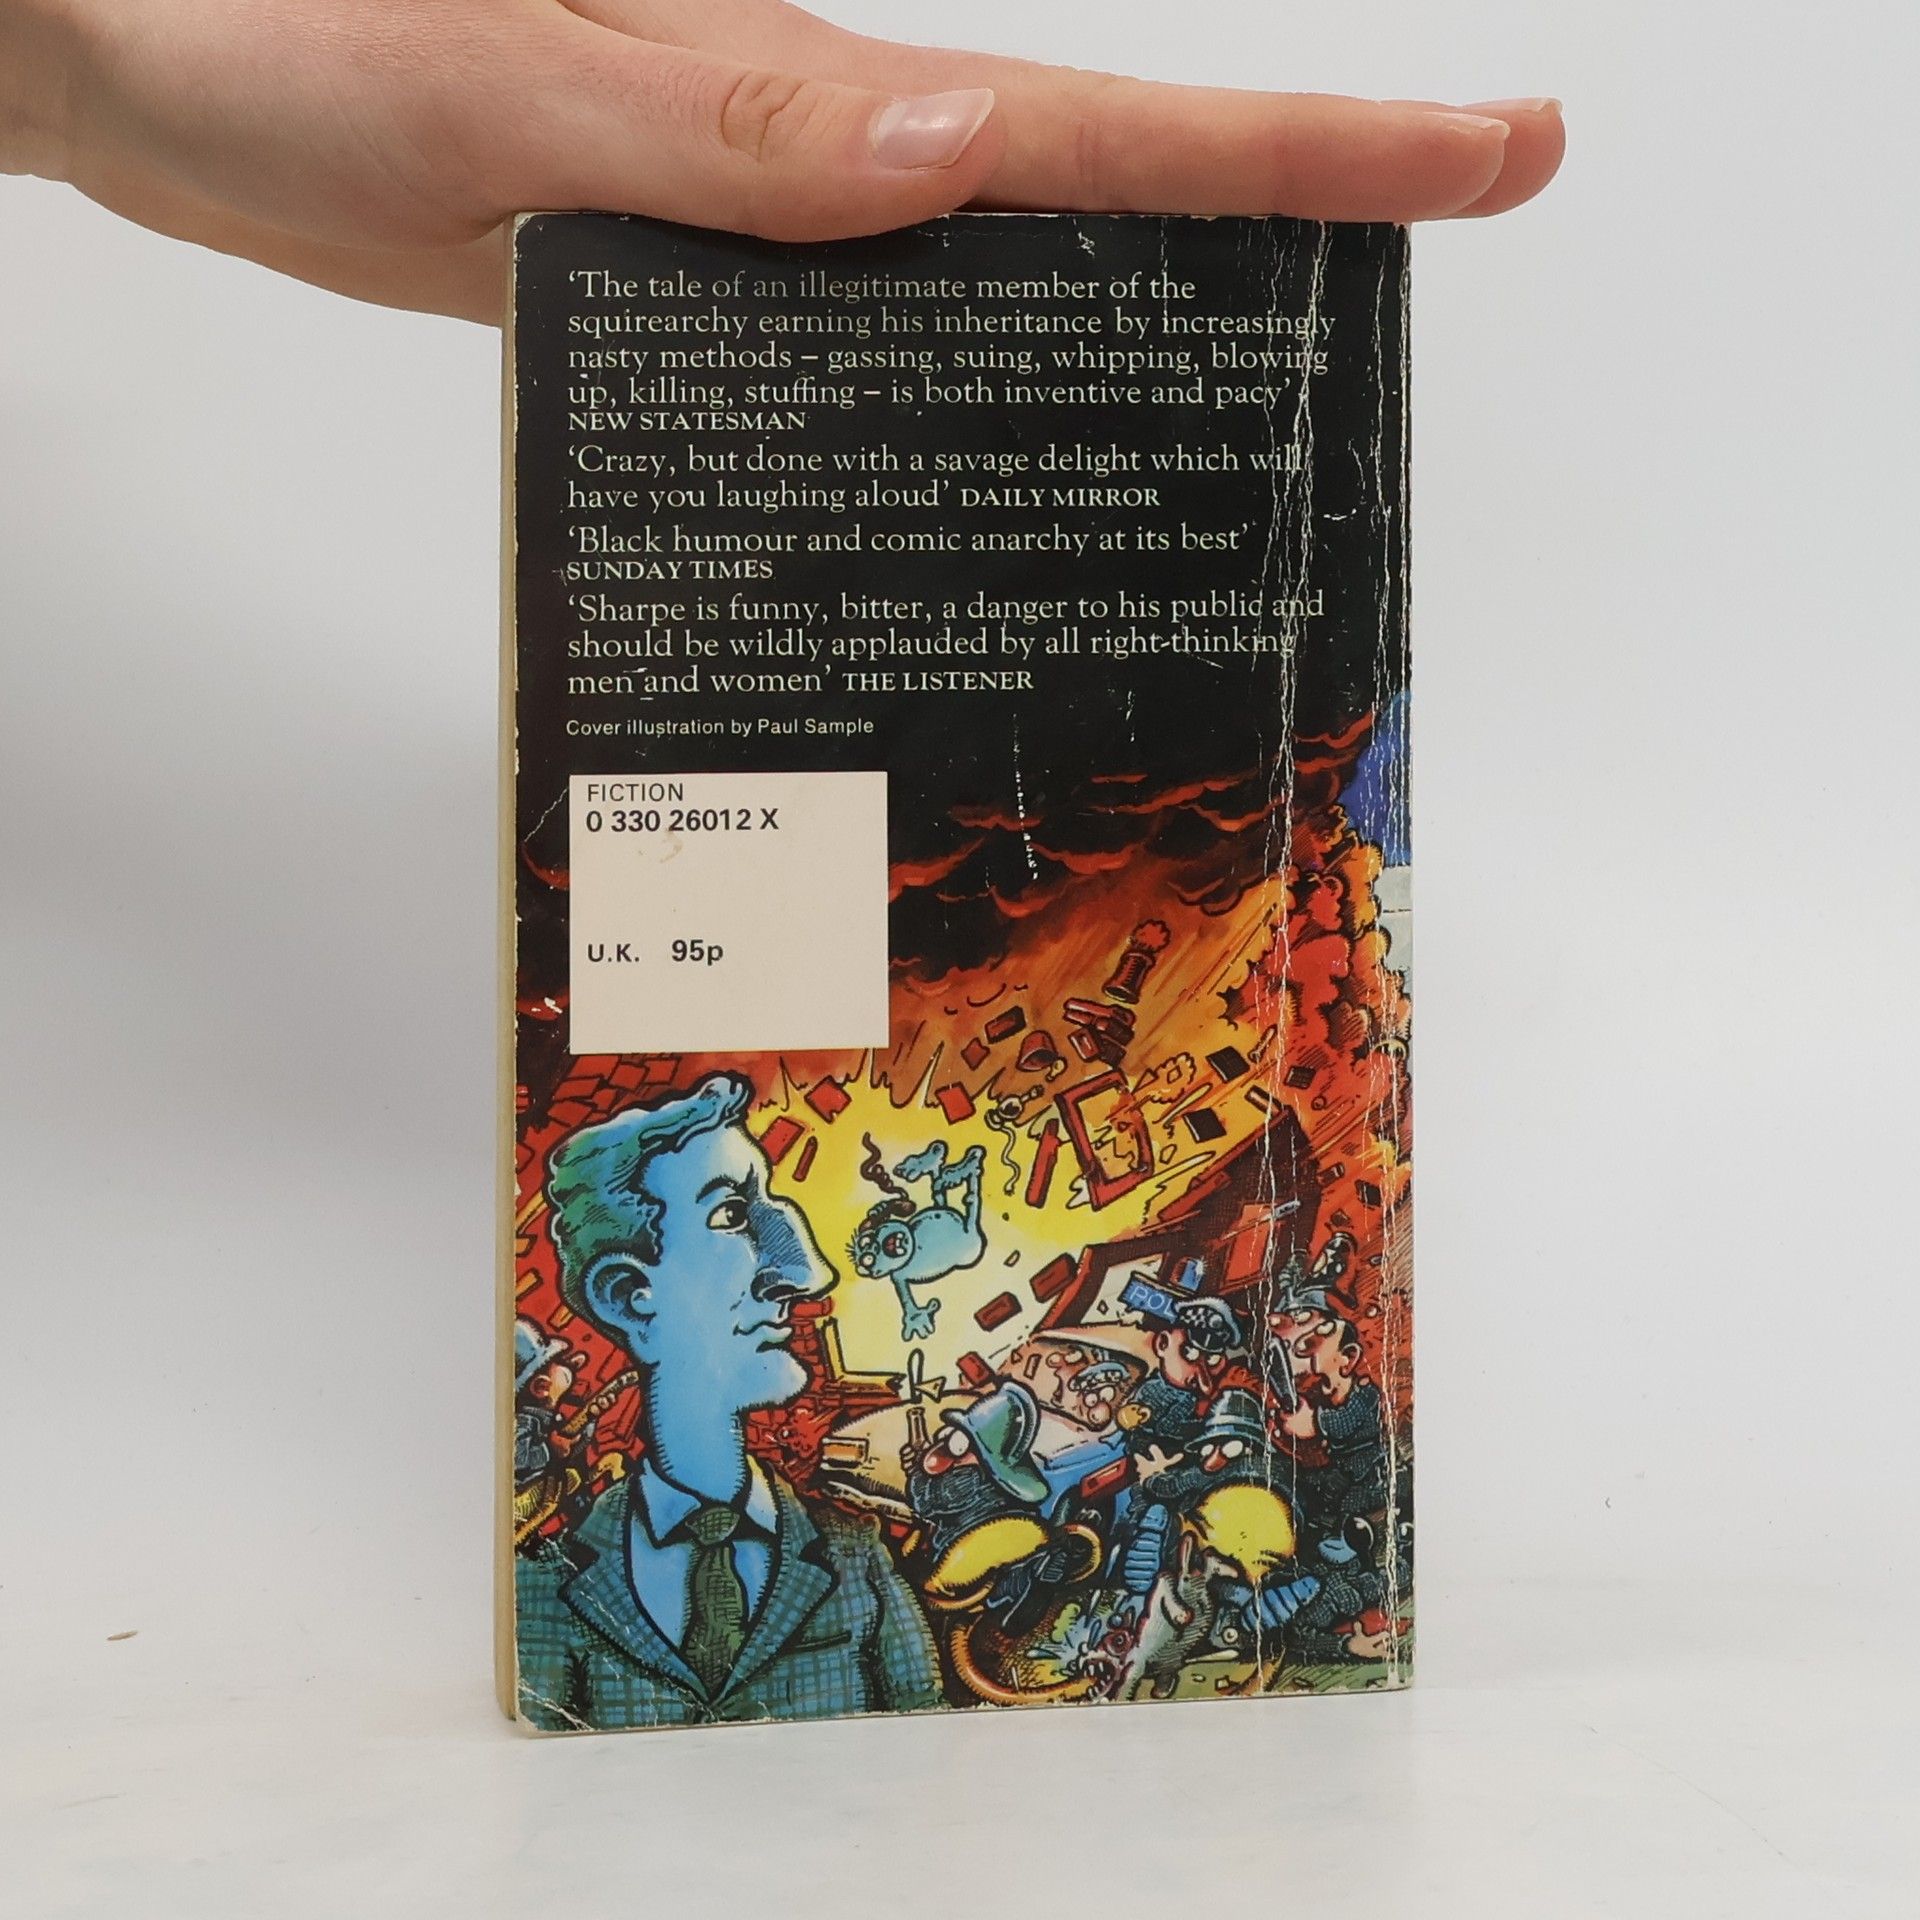 ‘The tale of an illegitimate member of the
squirearchy earning his inheritance by increasingly
nasty methods – gassing, suing, whipping, blowing
up, killing, stuffing – is both inventive and pacy’
NEW STATESMAN
‘Crazy, but done with a savage delight which will
have you laughing aloud’ DAILY MIRROR
‘Black humour and comic anarchy at its best’
SUNDAY TIMES
‘Sharpe is funny, bitter, a danger to his public and
should be wildly applauded by all right-thinking
men and women’ THE LISTENER
Cover illustration by Paul Sample
FICTION
0 330 26012 X
U.K. 95p
POL